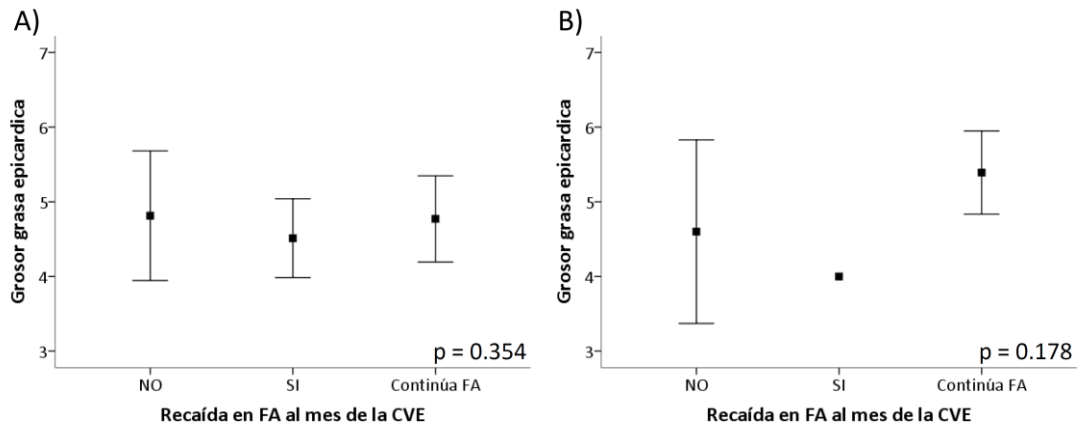 A)
7
6
5
4
3
Grosor grasa epicardica
NO
SI
Continúa FA
p = 0.354
Recaída en FA al mes de la CVE
B)
7
6
5
4
3
Grosor grasa epicardica
NO
SI
Continúa FA
p = 0.178
Recaída en FA al mes de la CVE